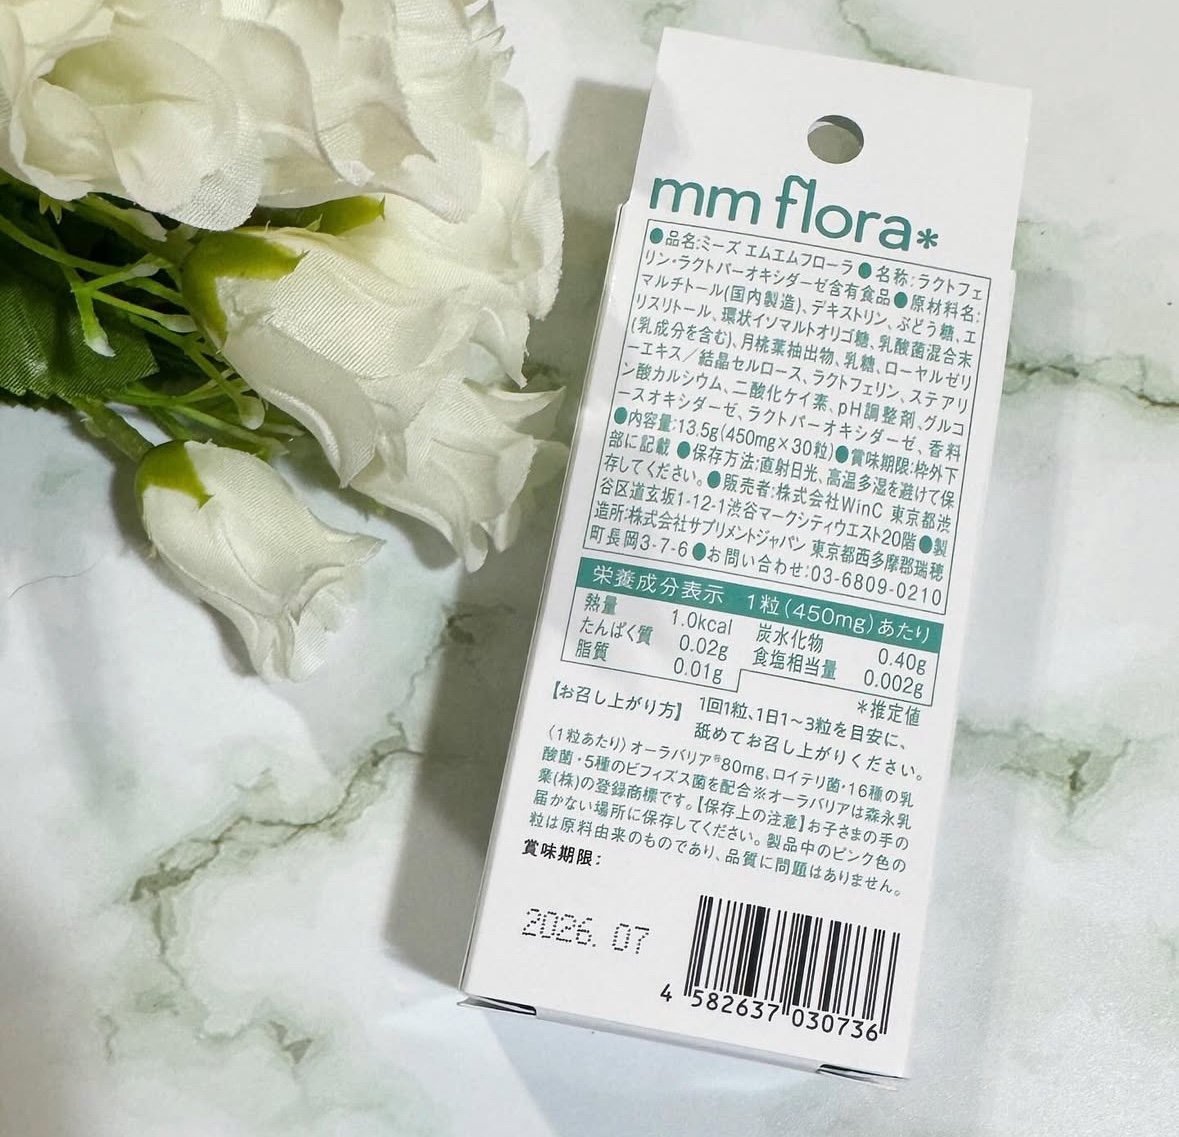 mm flora*
●品名:ミーズ エムエムフローラ●名称:ラクトフェ
リン・ラクトパーオキシダーゼ含有食品●原材料名:
マルチトール(国内製造)、デキストリン、ぶどう糖、エ
リスリトール、環状イソマルトオリゴ糖、乳酸菌混合末
(乳成分を含む)、月桃葉抽出物、乳糖、ローヤルゼリ
ーエキス/結晶セルロース、ラクトフェリン、ステアリ
ン酸カルシウム、二酸化ケイ素、pH調整剤、グルコ
ースオキシダーゼ、ラクトパーオキシダーゼ、香料
●内容量:13.5g(450mg×30粒)●賞味期限:枠外下
部に記載 ●保存方法:直射日光、高温多湿を避けて保
存してください。●販売者:株式会社WinC 東京都渋
谷区道玄坂1-12-1渋谷マークシティウエスト20階●製
造所:株式会社サプリメントジャパン 東京都西多摩郡瑞穂
町長岡3-7-6●お問い合わせ:03-6809-0210
栄養成分表示 1粒(450mg)あたり
熱量 1.0kcal 炭水化物 0.40g
たんぱく質 0.02g 食塩相当量 0.002g
脂質 0.01g
*推定値
【お召し上がり方】 1回1粒、1日1~3粒を目安に、
舐めてお召し上がりください。
〈1粒あたり〉オーラバリア®80mg、ロイテリ菌・16種の乳
酸菌・5種のビフィズス菌を配合※オーラバリアは森永乳
業(株)の登録商標です。【保存上の注意】お子さまの手の
届かない場所に保存してください。製品中のピンク色の
粒は原料由来のものであり、品質に問題はありません。
賞味期限:
2026. 07
4 582637 030736